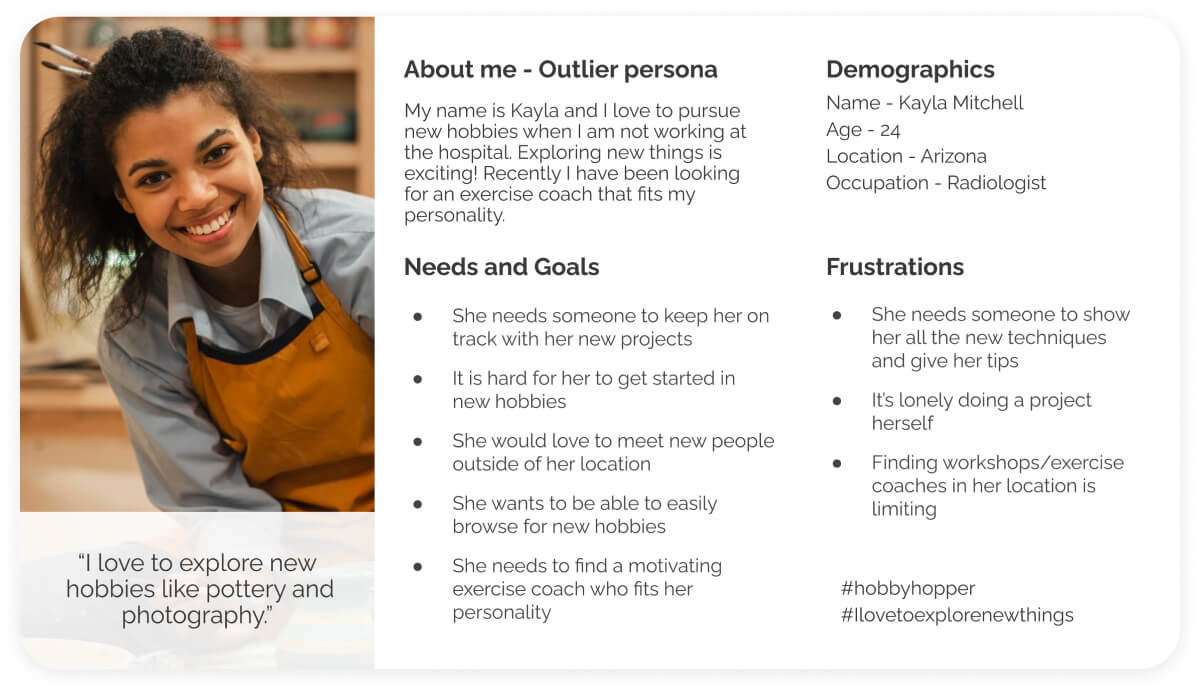 About me - Outlier persona
My name is Kayla and I love to pursue
new hobbies when I am not working at
the hospital. Exploring new things is
exciting! Recently I have been looking
for an exercise coach that fits my
personality.
Demographics
Name - Kayla Mitchell
Age - 24
Location - Arizona
Occupation - Radiologist
Needs and Goals
● She needs someone to keep her on
track with her new projects
● It is hard for her to get started in
new hobbies
● She would love to meet new people
outside of her location
● She wants to be able to easily
browse for new hobbies
● She needs to find a motivating
exercise coach who fits her
personality
Frustrations
● She needs someone to show
her all the new techniques
and give her tips
● It’s lonely doing a project
herself
● Finding workshops/exercise
coaches in her location is
limiting
#hobbyhopper
#Ilovetoexplorenewthings
“I love to explore new
hobbies like pottery and
photography.”